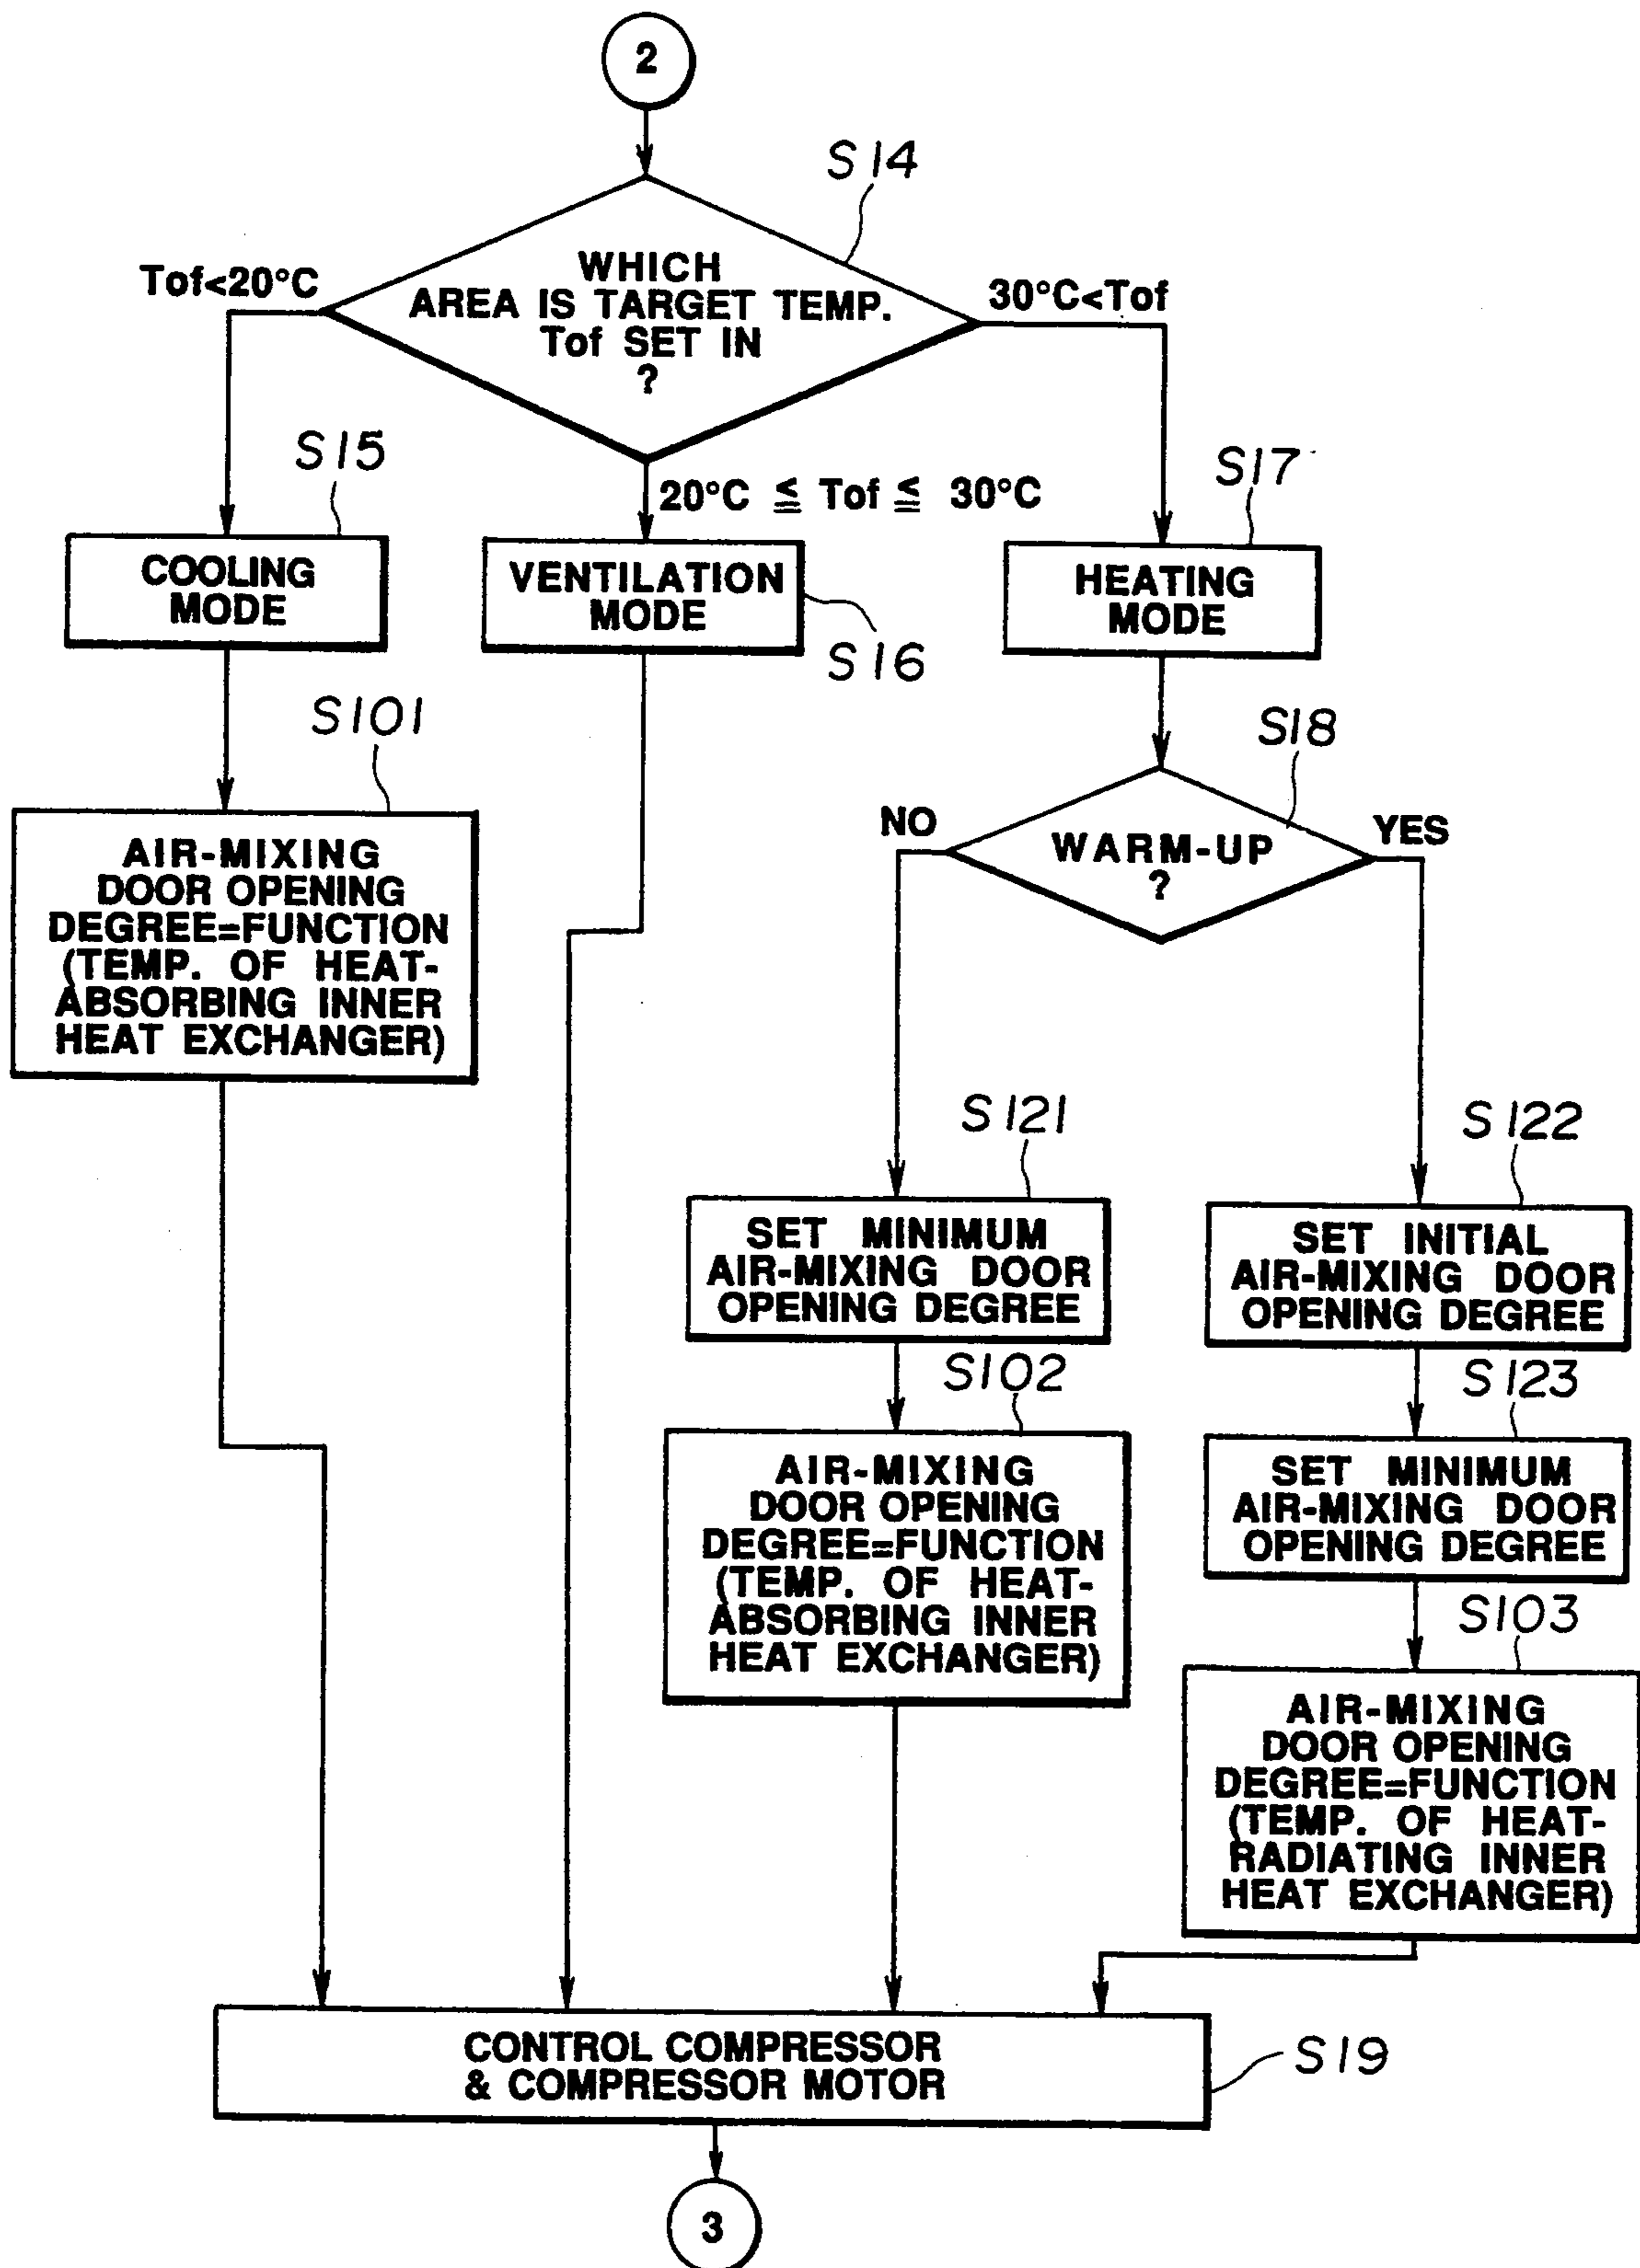 2
S14
WHICH
AREA IS TARGET TEMP.
Tof SET IN
?
Tof<20°C
30°C<Tof
20°C ≦ Tof ≦ 30°C
S15
COOLING
MODE
VENTILATION
MODE
S16
S17
HEATING
MODE
S101
AIR-MIXING
DOOR OPENING
DEGREE=FUNCTION
(TEMP. OF HEAT-
ABSORBING INNER
HEAT EXCHANGER)
S18
NO
WARM-UP
?
YES
S121
SET MINIMUM
AIR-MIXING DOOR
OPENING DEGREE
S122
SET INITIAL
AIR-MIXING DOOR
OPENING DEGREE
S102
AIR-MIXING
DOOR OPENING
DEGREE=FUNCTION
(TEMP. OF HEAT-
ABSORBING INNER
HEAT EXCHANGER)
S123
SET MINIMUM
AIR-MIXING DOOR
OPENING DEGREE
S103
AIR-MIXING
DOOR OPENING
DEGREE=FUNCTION
(TEMP. OF HEAT-
RADIATING INNER
HEAT EXCHANGER)
CONTROL COMPRESSOR
& COMPRESSOR MOTOR
S19
3